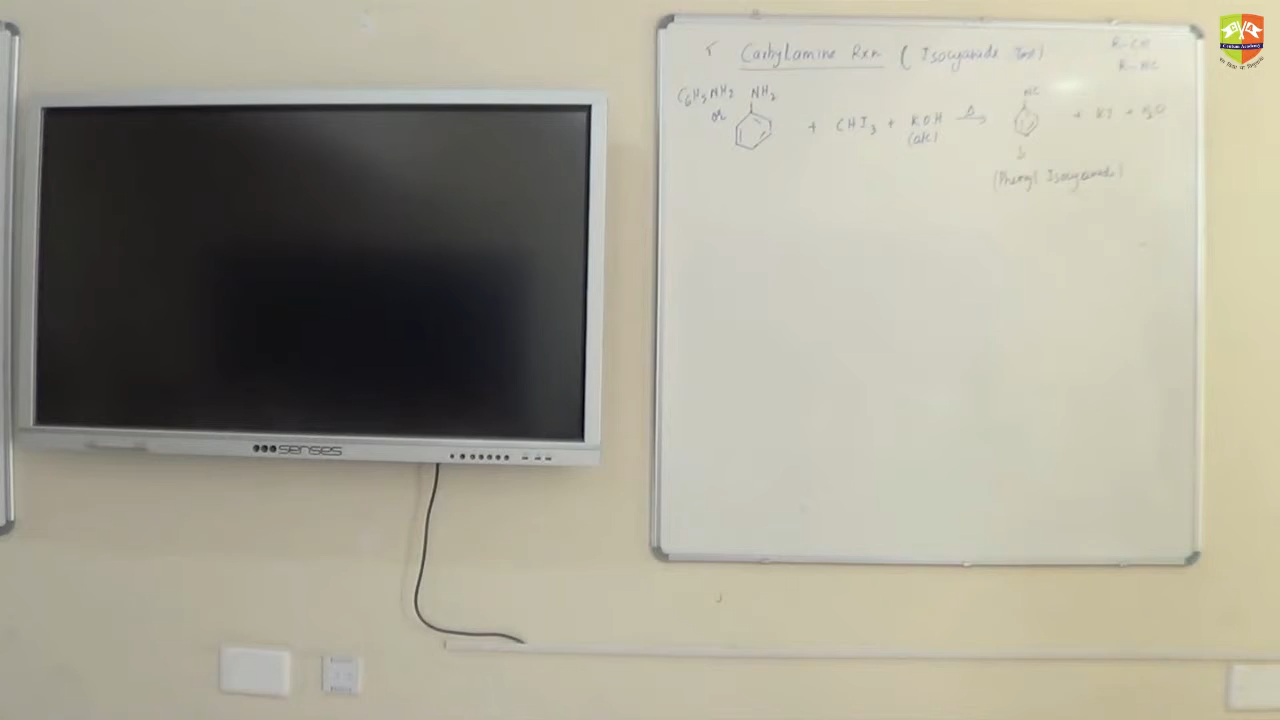 Carbylamine Rxn ( Isocyanide Test)
R-CN
R-NC
C6H5NH2 or NH2 + CHI3 + KOH (alc) Δ → NC + KI + H2O
(Phenyl Isocyanide)
senses